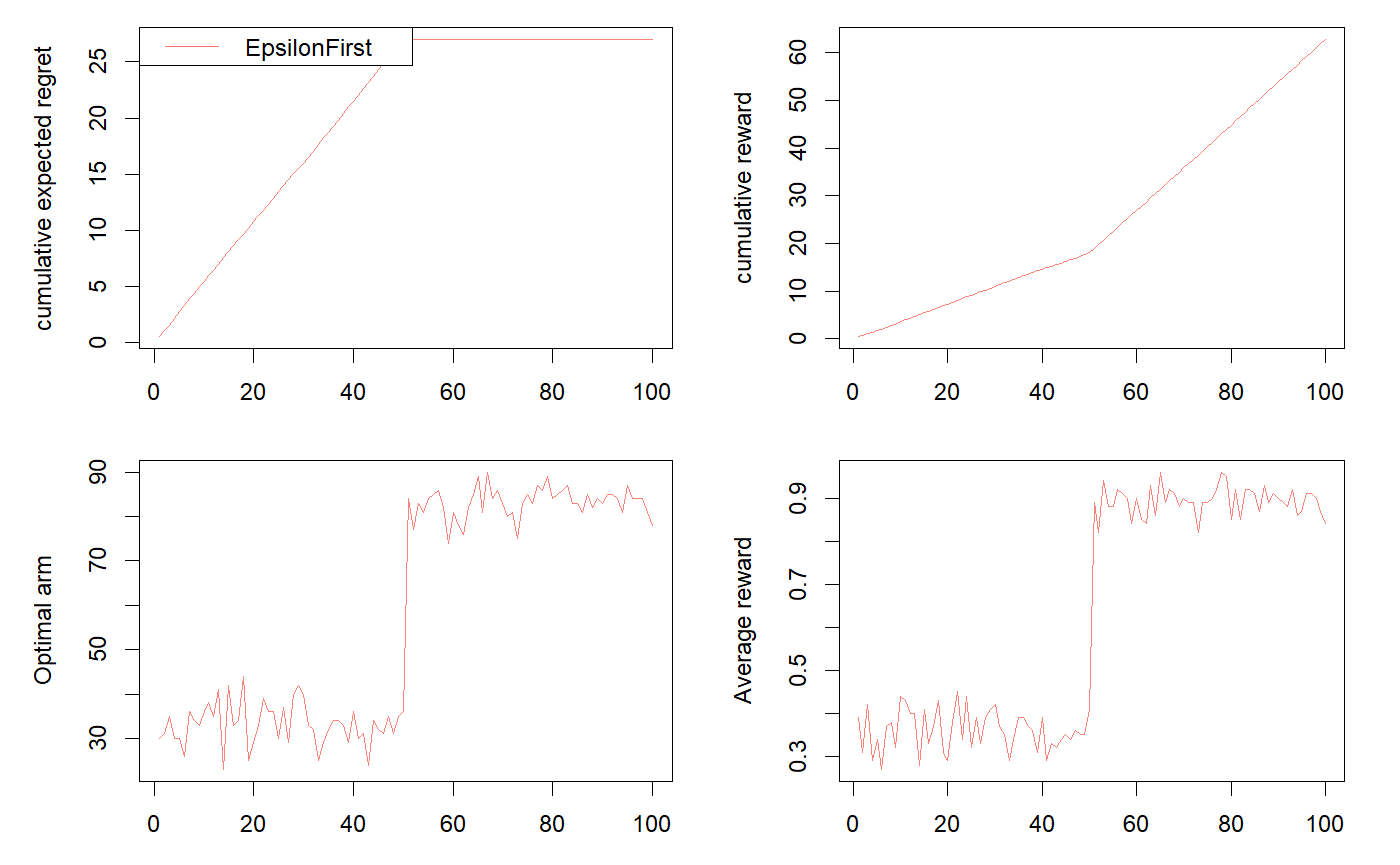 EpsilonFirst
cumulative expected regret
0 5 10 15 20 25
0 20 40 60 80 100
cumulative reward
0 10 20 30 40 50 60
0 20 40 60 80 100
Optimal arm
30 50 70 90
0 20 40 60 80 100
Average reward
0.3 0.5 0.7 0.9
0 20 40 60 80 100